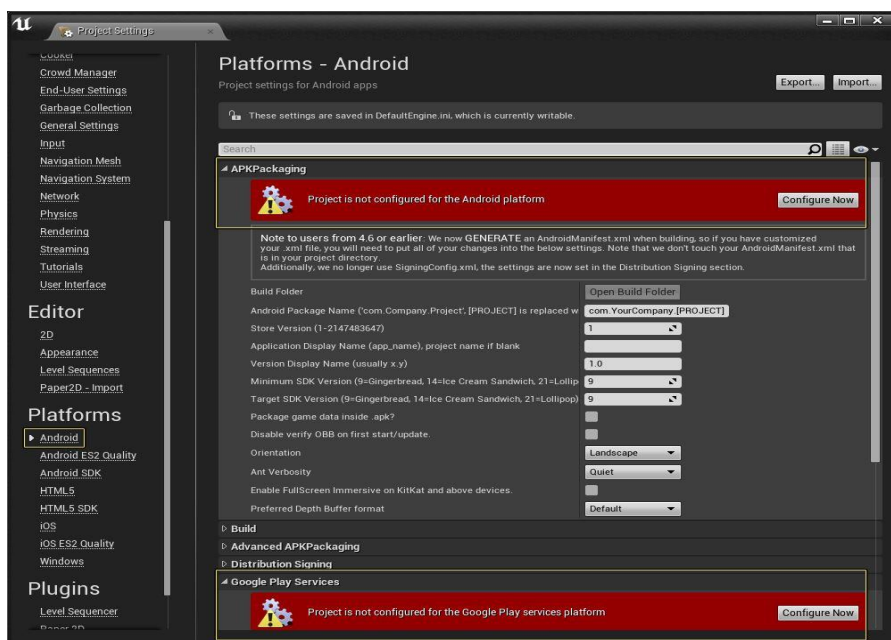 Project Settings
Cooker
Crowd Manager
End-User Settings
Garbage Collection
General Settings
Input
Navigation Mesh
Navigation System
Network
Physics
Rendering
Streaming
Tutorials
User Interface
Editor
2D
Appearance
Level Sequences
Paper2D - Import
Platforms
Android
Android ES2 Quality
Android SDK
HTML5
HTML5 SDK
iOS
iOS ES2 Quality
Windows
Plugins
Level Sequencer
Paper 2D
Platforms - Android
Project settings for Android apps
Export...
Import...
These settings are saved in DefaultEngine.ini, which is currently writable.
Search
APKPackaging
Project is not configured for the Android platform
Configure Now
Note to users from 4.6 or earlier: We now GENERATE an AndroidManifest.xml when building, so if you have customized
your .xml file, you will need to put all of your changes into the below settings. Note that we don't touch your AndroidManifest.xml that
is in your project directory.
Additionally, we no longer use SigningConfig.xml, the settings are now set in the Distribution Signing section.
Build Folder
Open Build Folder
Android Package Name ('com.Company.Project', [PROJECT] is replaced w
com.YourCompany.[PROJECT]
Store Version (1-2147483647)
1
Application Display Name (app_name), project name if blank
Version Display Name (usually x.y)
1.0
Minimum SDK Version (9=Gingerbread, 14=Ice Cream Sandwich, 21=Lollip
9
Target SDK Version (9=Gingerbread, 14=Ice Cream Sandwich, 21=Lollipop)
9
Package game data inside .apk?
Disable verify OBB on first start/update.
Orientation
Landscape
Ant Verbosity
Quiet
Enable FullScreen Immersive on KitKat and above devices.
Preferred Depth Buffer format
Default
Build
Advanced APKPackaging
Distribution Signing
Google Play Services
Project is not configured for the Google Play services platform
Configure Now